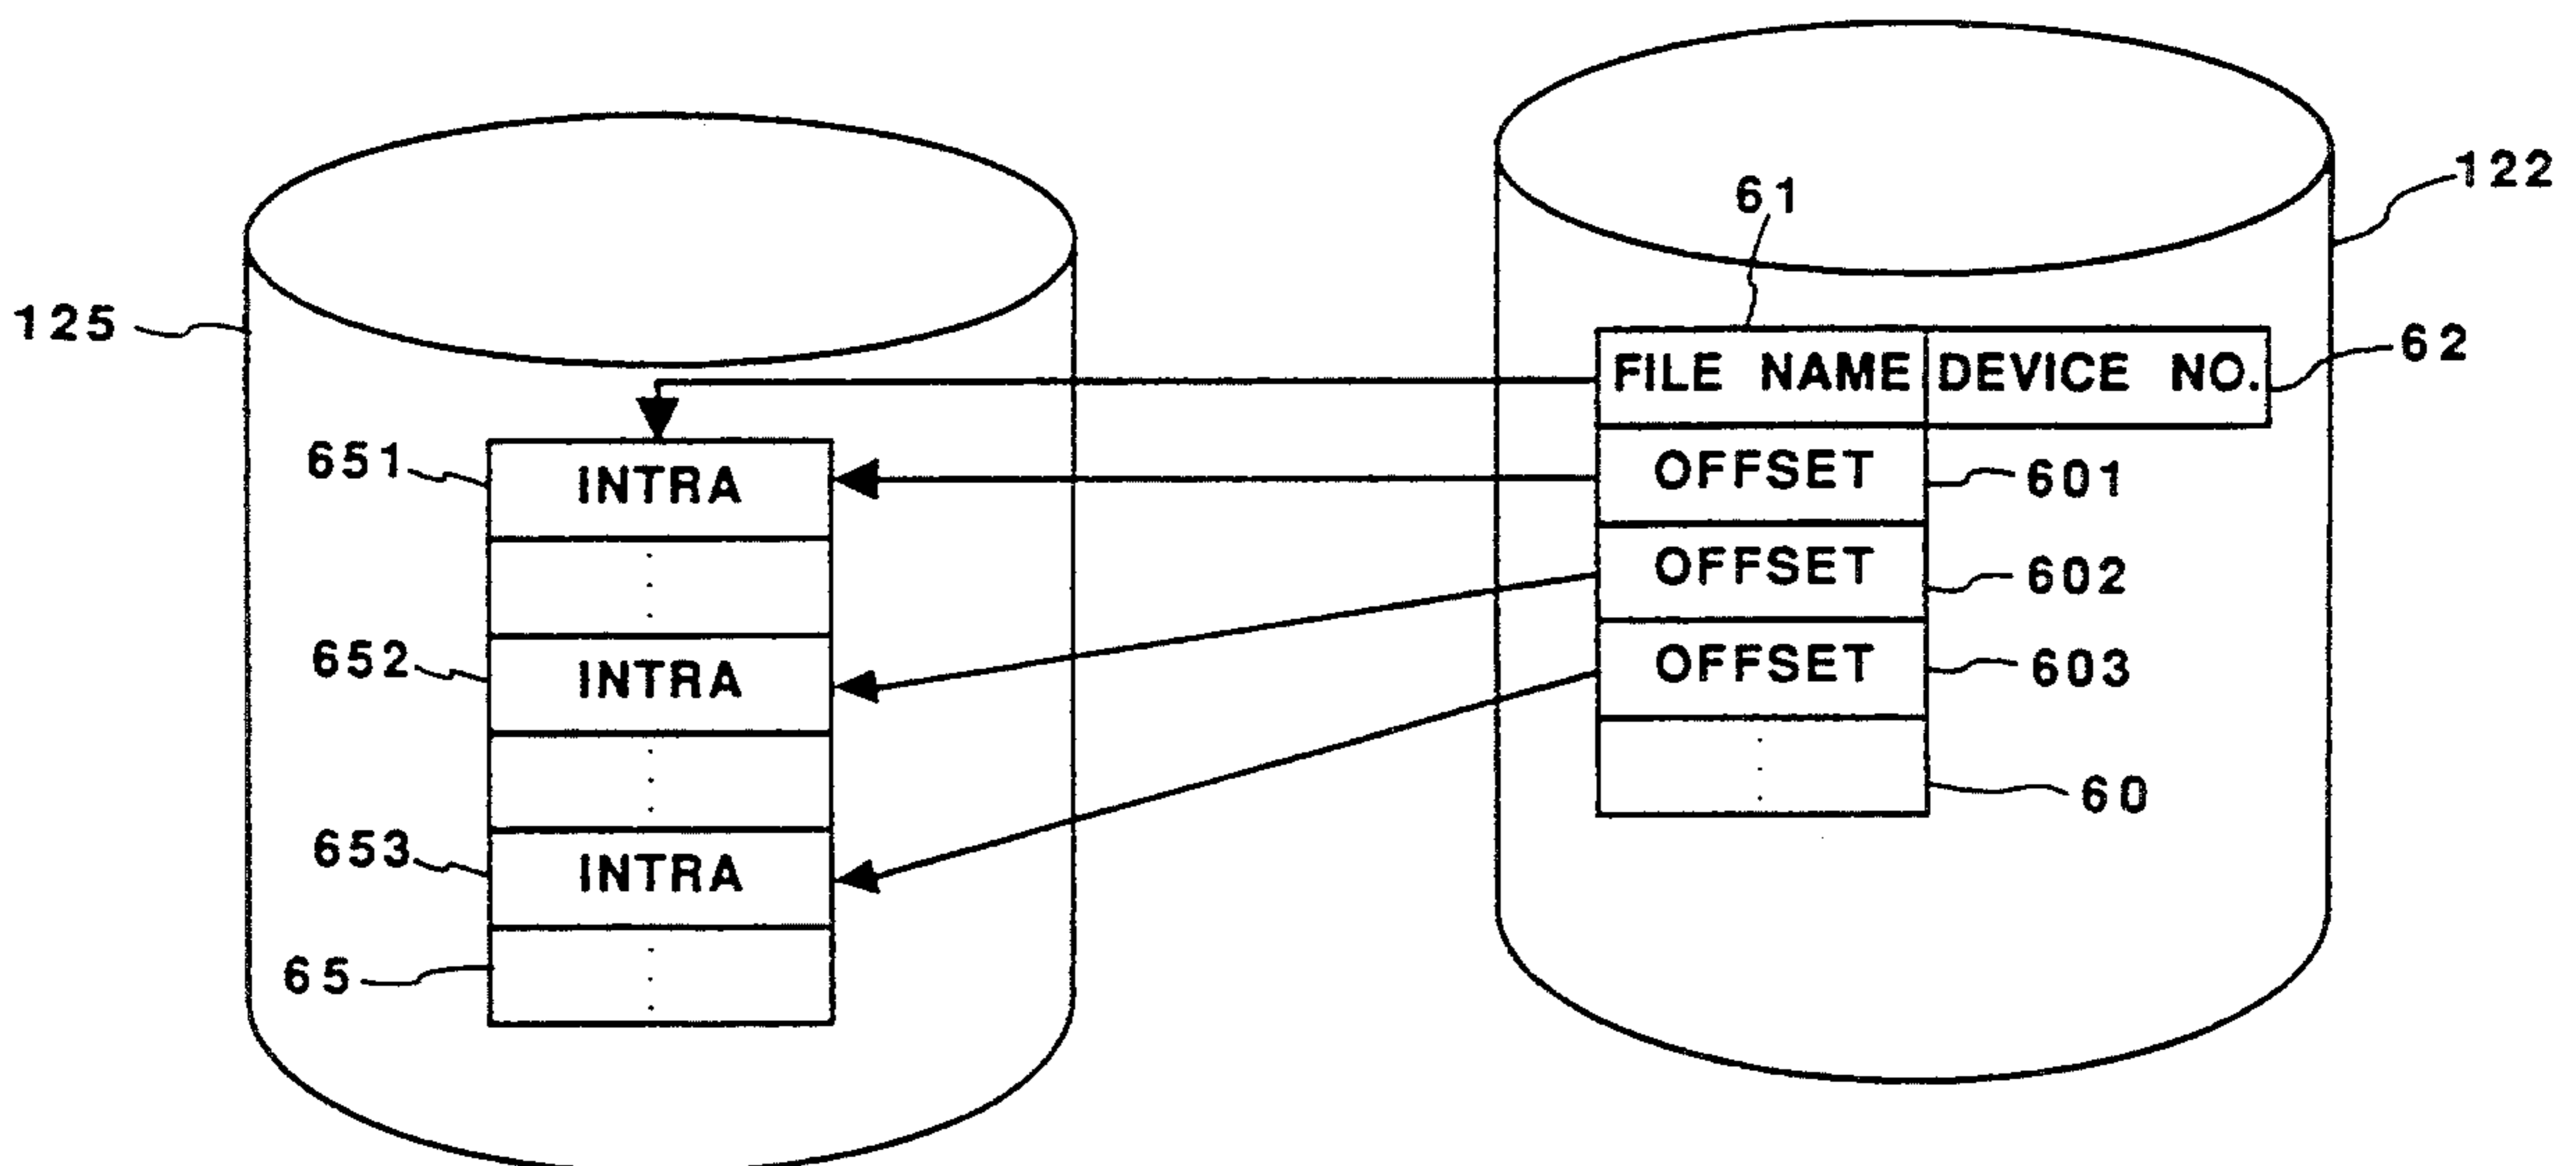 122
61
125
FILE NAME DEVICE NO.
62
651
INTRA
OFFSET
601
OFFSET
602
652
INTRA
OFFSET
603
60
653
INTRA
65